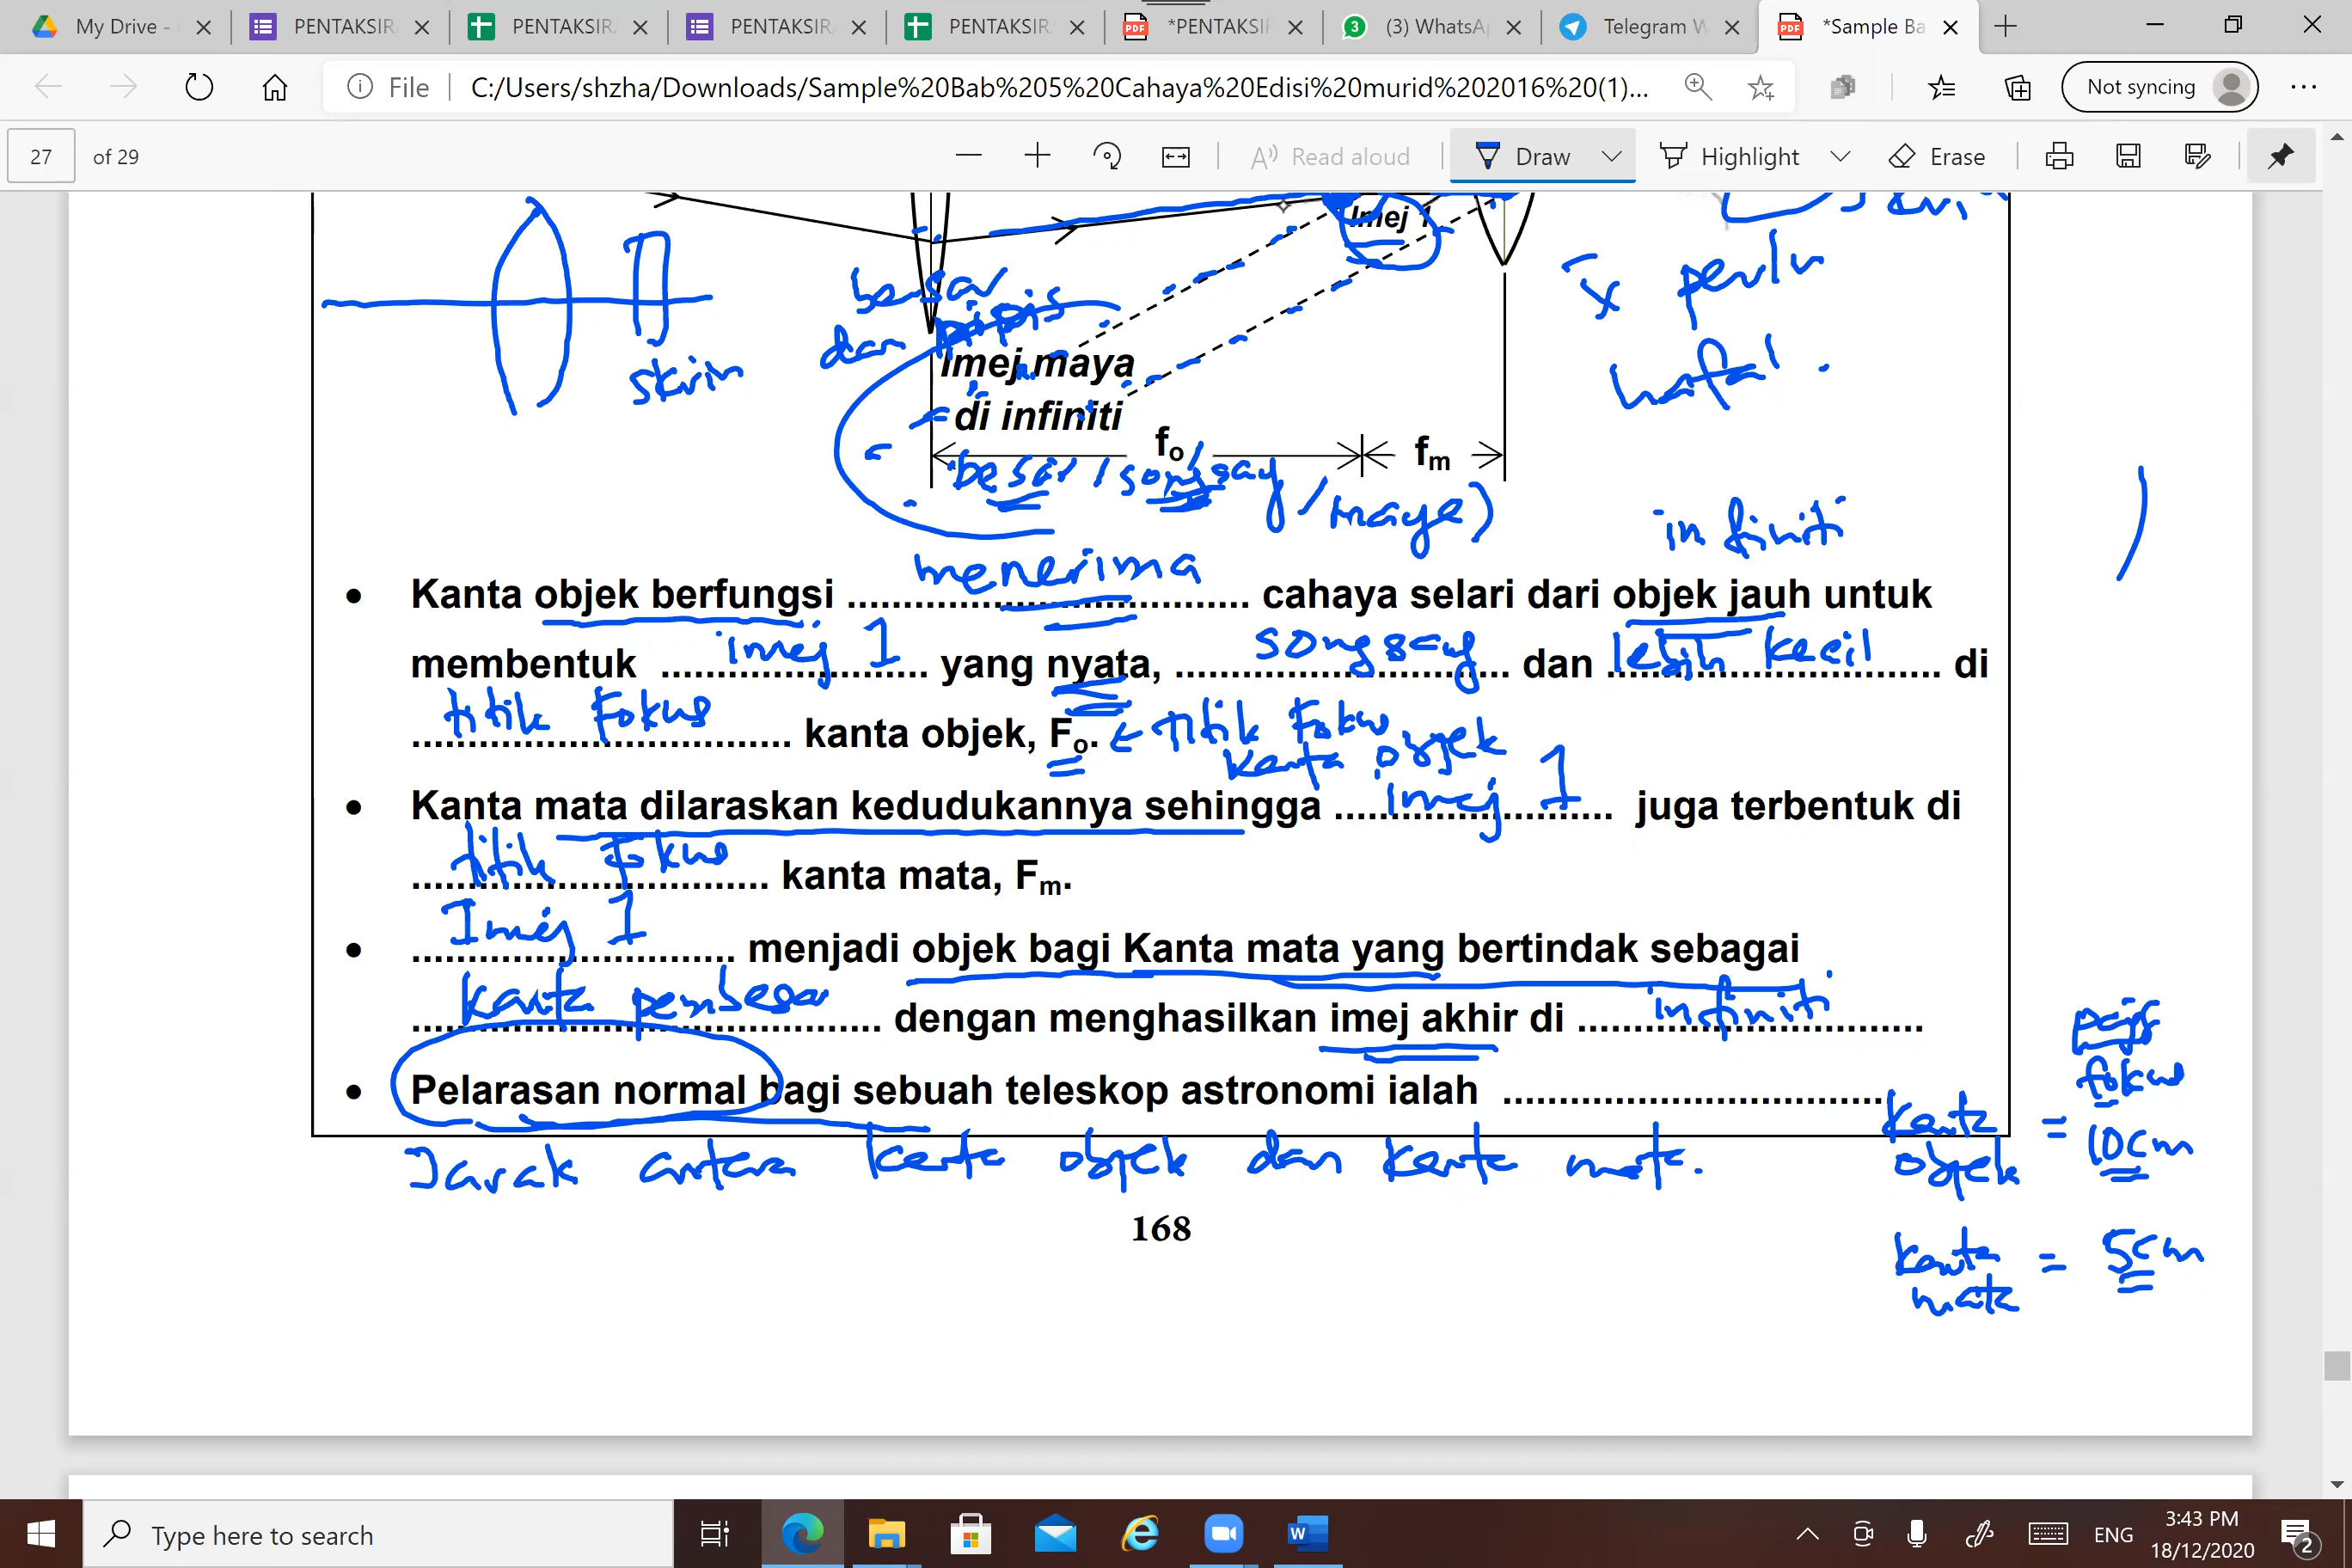 My Drive -
PENTAKSIR
PENTAKSIR
PENTAKSIR
PENTAKSIR
*PENTAKSI
(3) WhatsA
Telegram W
*Sample Ba
File
C:/Users/shzha/Downloads/Sample%20Bab%205%20Cahaya%20Edisi%20murid%202016%20(1)...
Not syncing
27 of 29
Read aloud
Draw
Highlight
Erase
Imej 1
besar
dan papis
skrin
x perlu
hafal.
Imej maya
di infiniti
fo
fm
besar / songsang / maya)
infiniti
menerima
Kanta objek berfungsi .................................... cahaya selari dari objek jauh untuk
imej 1 songsang lebih kecil
membentuk ........................ yang nyata, .............................. dan .............................. di
titik fokus
.................................. kanta objek, Fo. ← titik fokus
kanta objek
imej 1
Kanta mata dilaraskan kedudukannya sehingga ......................... juga terbentuk di
titik fokus
................................ kanta mata, Fm.
Imej 1
............................. menjadi objek bagi Kanta mata yang bertindak sebagai
kanta pembesar infiniti
.......................................... dengan menghasilkan imej akhir di ...............................
Pelarasan normal bagi sebuah teleskop astronomi ialah ..................................
Jarak antara kanta objek dan kanta mata.
fokus
kanta objek = 10cm
kanta mata = 5cm
168
Type here to search
ENG
3:43 PM
18/12/2020
2